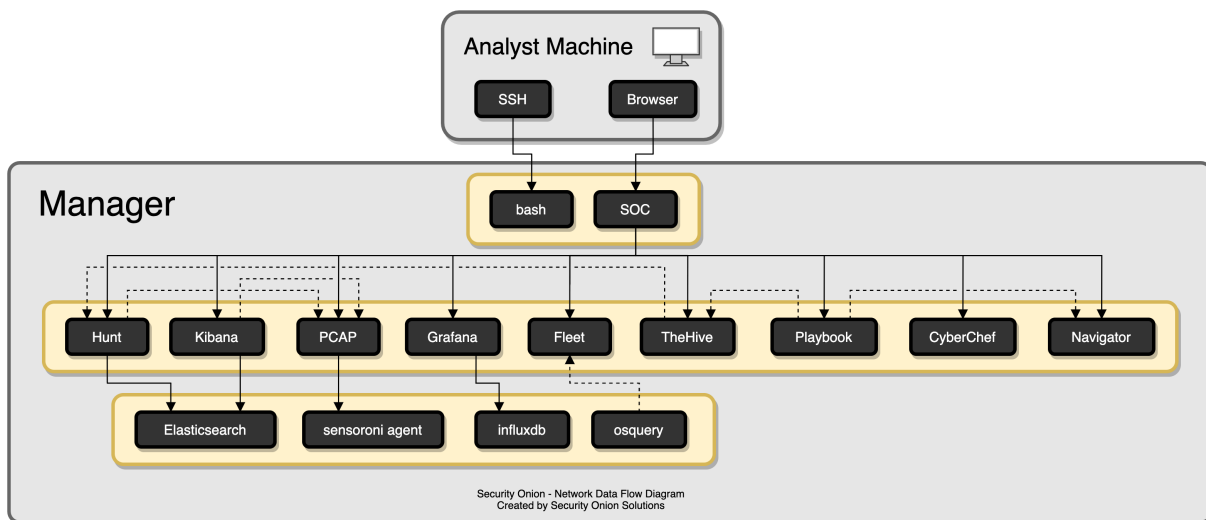 Analyst Machine
SSH
Browser
Manager
bash
SOC
Hunt
Kibana
PCAP
Grafana
Fleet
TheHive
Playbook
CyberChef
Navigator
Elasticsearch
sensoroni agent
influxdb
osquery
Security Onion - Network Data Flow Diagram
Created by Security Onion Solutions